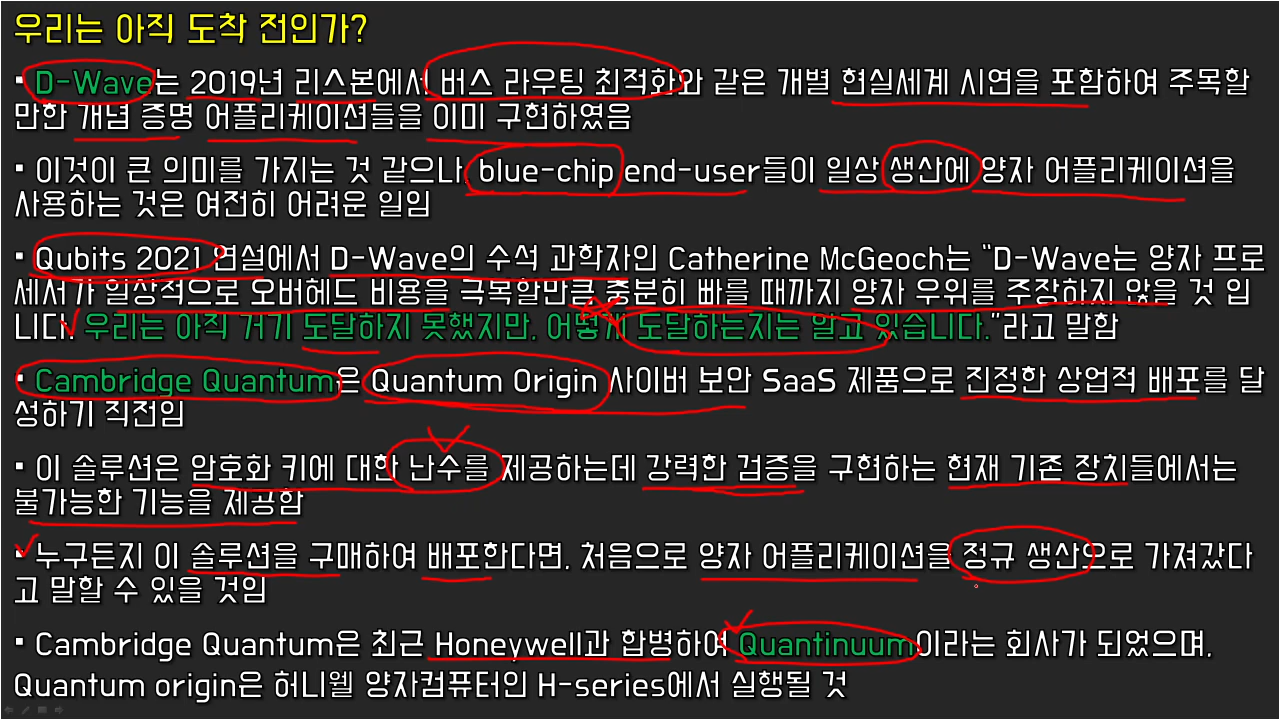 우리는 아직 도착 전인가?
▪ D-Wave는 2019년 리스본에서 버스 라우팅 최적화와 같은 개별 현실세계 시연을 포함하여 주목할
만한 개념 증명 어플리케이션들을 이미 구현하였음
▪ 이것이 큰 의미를 가지는 것 같으나, blue-chip end-user들이 일상 생산에 양자 어플리케이션을
사용하는 것은 여전히 어려운 일임
▪ Qubits 2021 연설에서 D-Wave의 수석 과학자인 Catherine McGeoch는 “D-Wave는 양자 프로
세서가 일상적으로 오버헤드 비용을 극복할만큼 충분히 빠를 때까지 양자 우위를 주장하지 않을 것 입
니다. 우리는 아직 거기 도달하지 못했지만, 어떻게 도달하는지는 알고 있습니다.”라고 말함
▪ Cambridge Quantum은 Quantum Origin 사이버 보안 SaaS 제품으로 진정한 상업적 배포를 달
성하기 직전임
▪ 이 솔루션은 암호화 키에 대한 난수를 제공하는데 강력한 검증을 구현하는 현재 기존 장치들에서는
불가능한 기능을 제공함
▪ 누구든지 이 솔루션을 구매하여 배포한다면, 처음으로 양자 어플리케이션을 정규 생산으로 가져갔다
고 말할 수 있을 것임
▪ Cambridge Quantum은 최근 Honeywell과 합병하여 Quantinuum이라는 회사가 되었으며,
Quantum origin은 허니웰 양자컴퓨터인 H-series에서 실행될 것